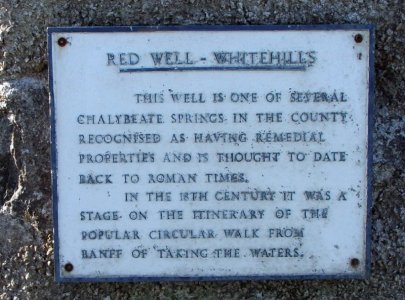 RED WELL - WHITEHILLS
THIS WELL IS ONE OF SEVERAL
CHALYBEATE SPRINGS IN THE COUNTY
RECOGNISED AS HAVING REMEDIAL
PROPERTIES AND IS THOUGHT TO DATE
BACK TO ROMAN TIMES.
IN THE 18TH CENTURY IT WAS A
STAGE ON THE ITINERARY OF THE
POPULAR CIRCULAR WALK FROM
BANFF OF TAKING THE WATERS.